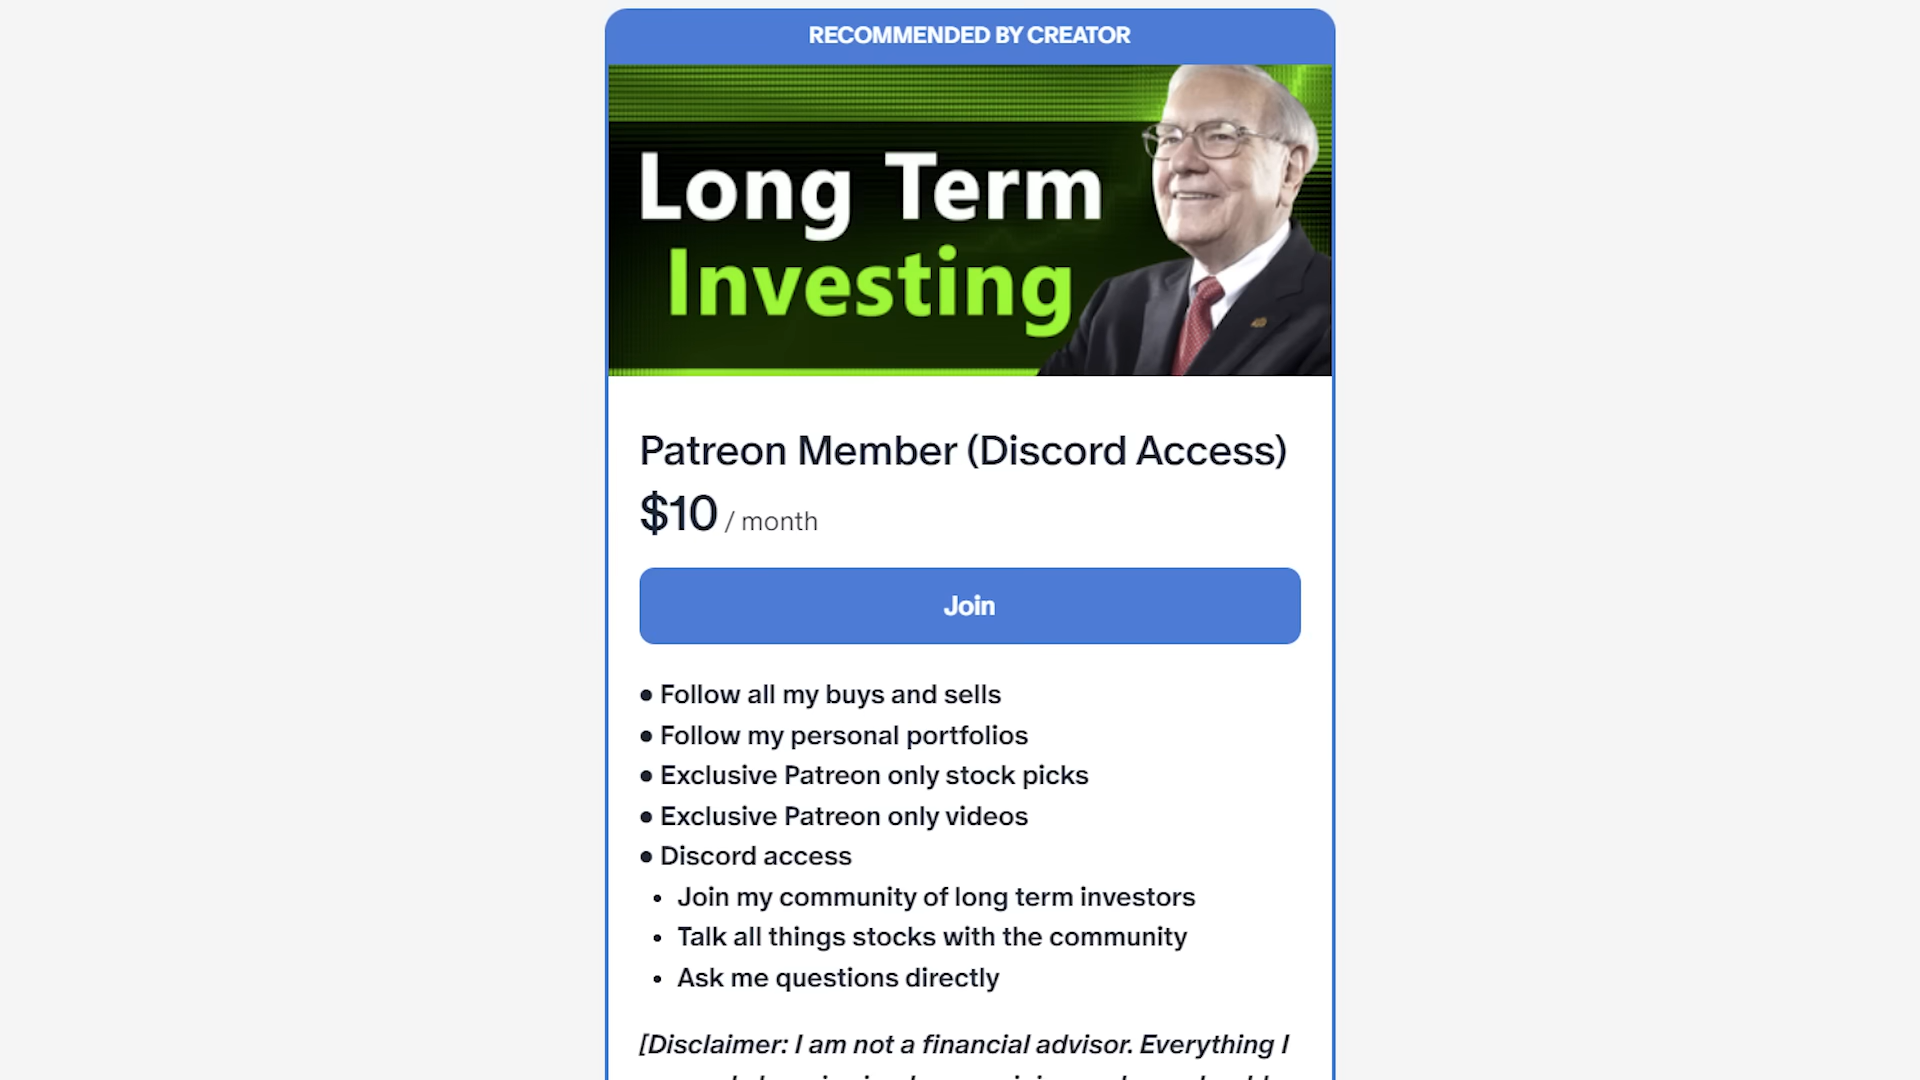 RECOMMENDED BY CREATOR
Long Term
Investing
Patreon Member (Discord Access)
$10 / month
Join
● Follow all my buys and sells
● Follow my personal portfolios
● Exclusive Patreon only stock picks
● Exclusive Patreon only videos
● Discord access
• Join my community of long term investors
• Talk all things stocks with the community
• Ask me questions directly
[Disclaimer: I am not a financial advisor. Everything I